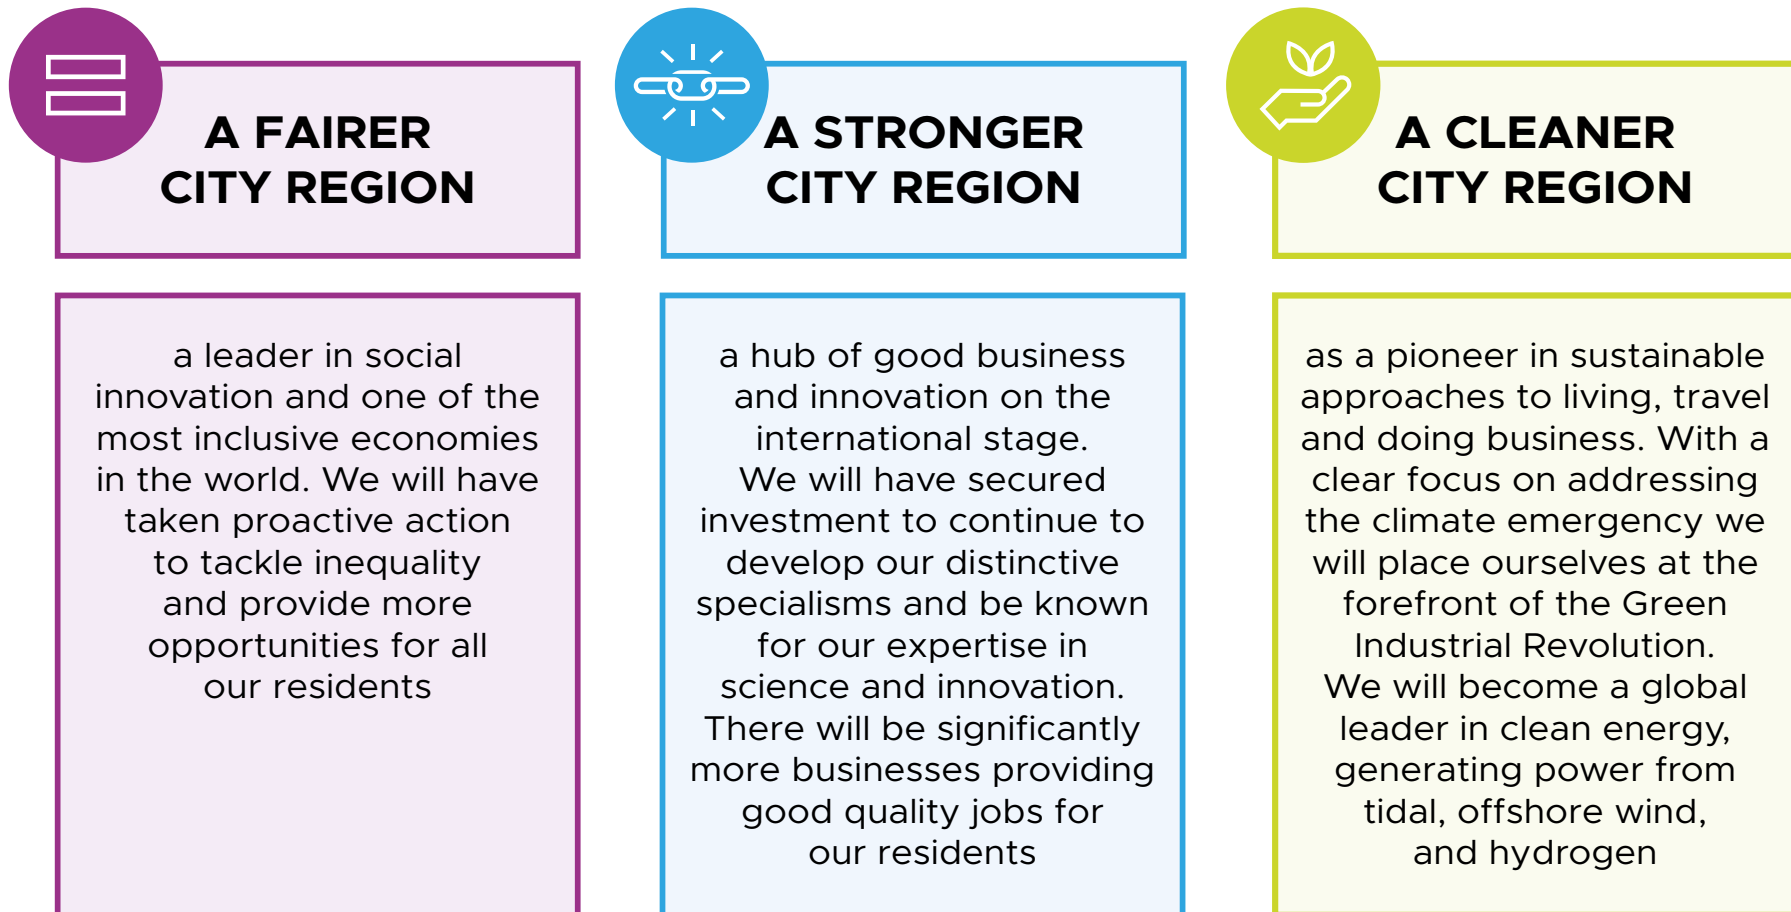 A FAIRER
CITY REGION
a leader in social
innovation and one of the
most inclusive economies
in the world. We will have
taken proactive action
to tackle inequality
and provide more
opportunities for all
our residents
A STRONGER
CITY REGION
a hub of good business
and innovation on the
international stage.
We will have secured
investment to continue to
develop our distinctive
specialisms and be known
for our expertise in
science and innovation.
There will be significantly
more businesses providing
good quality jobs for
our residents
A CLEANER
CITY REGION
as a pioneer in sustainable
approaches to living, travel
and doing business. With a
clear focus on addressing
the climate emergency we
will place ourselves at the
forefront of the Green
Industrial Revolution.
We will become a global
leader in clean energy,
generating power from
tidal, offshore wind,
and hydrogen